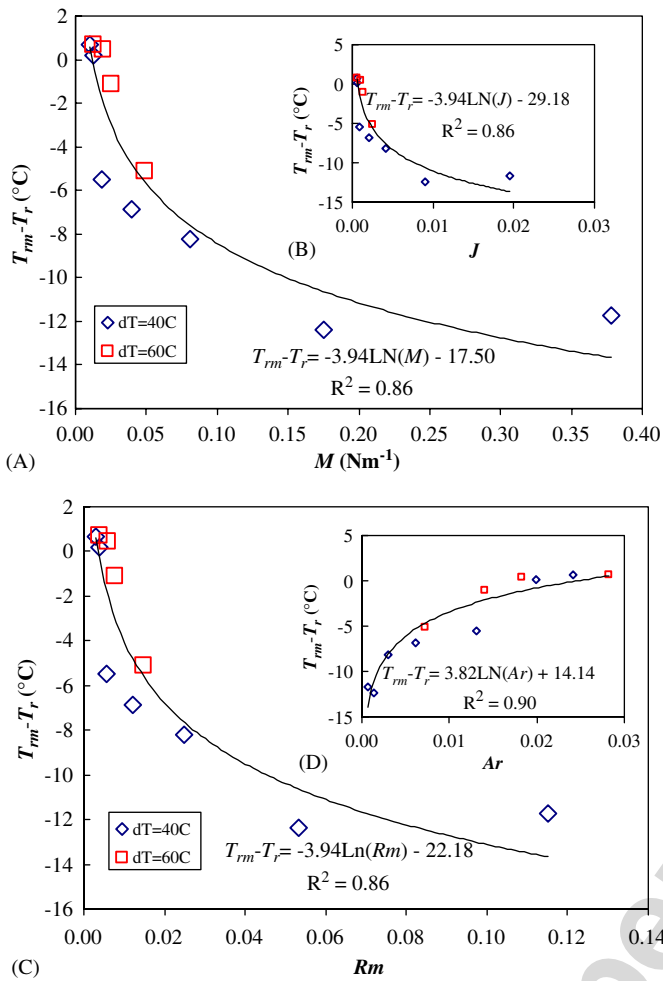 2
0
-2
-4
-6
-8
-10
-12
-14
-16
T_rm-T_r (°C)
0.00 0.05 0.10 0.15 0.20 0.25 0.30 0.35 0.40
M (Nm⁻¹)
(A)
dT=40C
dT=60C
T_rm-T_r= -3.94LN(M) - 17.50
R² = 0.86
5
0
-5
-10
-15
T_rm-T_r (°C)
T_rm-T_r= -3.94LN(J) - 29.18
R² = 0.86
0.00 0.01 0.02 0.03
J
(B)
2
0
-2
-4
-6
-8
-10
-12
-14
-16
T_rm-T_r (°C)
0.00 0.02 0.04 0.06 0.08 0.10 0.12 0.14
Rm
(C)
dT=40C
dT=60C
T_rm-T_r= -3.94Ln(Rm) - 22.18
R² = 0.86
5
0
-5
-10
-15
T_rm-T_r (°C)
T_rm-T_r= 3.82LN(Ar) + 14.14
R² = 0.90
0.00 0.01 0.02 0.03
Ar
(D)